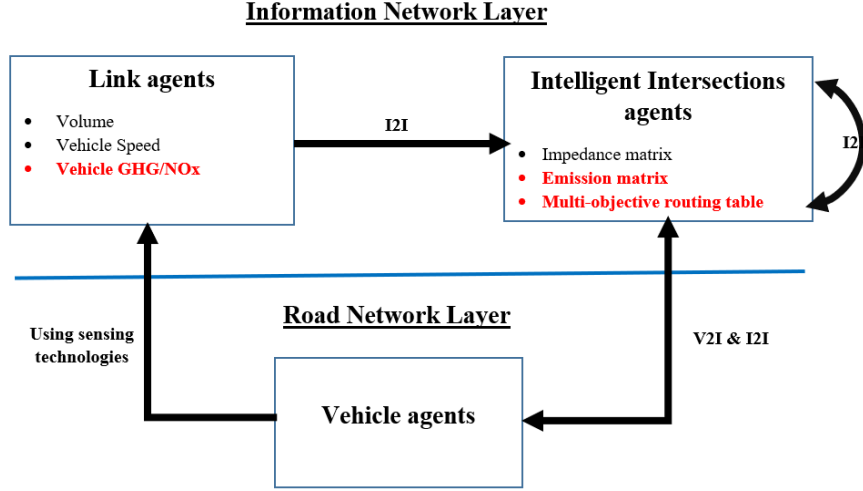 Information Network Layer
Link agents
• Volume
• Vehicle Speed
• Vehicle GHG/NOx
I2I
Intelligent Intersections
agents
• Impedance matrix
• Emission matrix
• Multi-objective routing table
I2
Using sensing
technologies
Road Network Layer
V2I & I2I
Vehicle agents